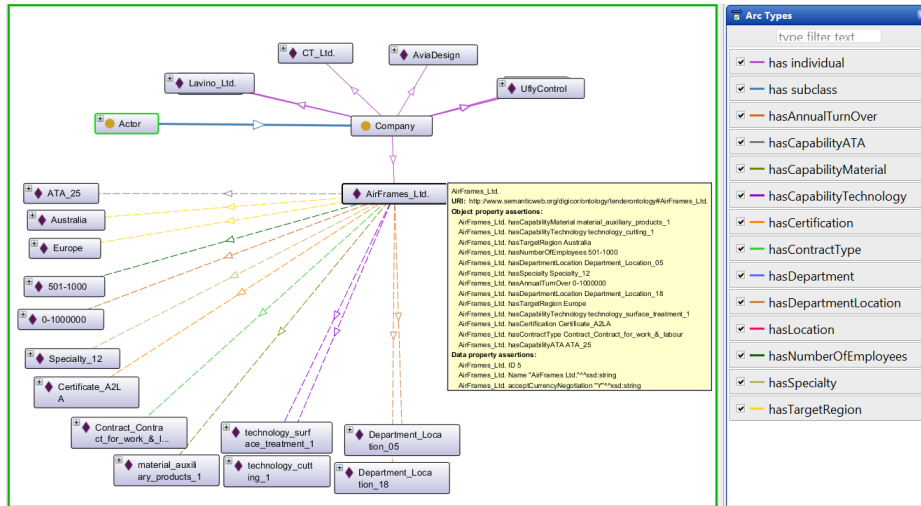 CT_Ltd.
AviaDesign
Lavino_Ltd.
UflyControl
Actor
Company
AirFrames_Ltd.
ATA_25
Australia
Europe
501-1000
0-1000000
Specialty_12
Certificate_A2L
A
Contract_Contra
ct_for_work_&_l...
material_auxili
ary_products_1
technology_surf
ace_treatment_1
technology_cutt
ing_1
Department_Loca
tion_05
Department_Loca
tion_18
AirFrames_Ltd.
URI: http://www.semanticweb.org/digicor/ontology/tenderontology#AirFrames_Ltd.
Object property assertions:
AirFrames_Ltd. hasCapabilityMaterial material_auxiliary_products_1
AirFrames_Ltd. hasCapabilityTechnology technology_cutting_1
AirFrames_Ltd. hasTargetRegion Australia
AirFrames_Ltd. hasNumberOfEmployees 501-1000
AirFrames_Ltd. hasDepartmentLocation Department_Location_05
AirFrames_Ltd. hasSpecialty Specialty_12
AirFrames_Ltd. hasAnnualTurnOver 0-1000000
AirFrames_Ltd. hasDepartmentLocation Department_Location_18
AirFrames_Ltd. hasTargetRegion Europe
AirFrames_Ltd. hasCapabilityTechnology technology_surface_treatment_1
AirFrames_Ltd. hasCertification Certificate_A2LA
AirFrames_Ltd. hasContractType Contract_Contract_for_work_&_labour
AirFrames_Ltd. hasCapabilityATA ATA_25
Data property assertions:
AirFrames_Ltd. ID 5
AirFrames_Ltd. Name "AirFrames Ltd."^^xsd:string
AirFrames_Ltd. acceptCurrencyNegotiation "Y"^^xsd:string
Arc Types
type filter text
has individual
has subclass
hasAnnualTurnOver
hasCapabilityATA
hasCapabilityMaterial
hasCapabilityTechnology
hasCertification
hasContractType
hasDepartment
hasDepartmentLocation
hasLocation
hasNumberOfEmployees
hasSpecialty
hasTargetRegion